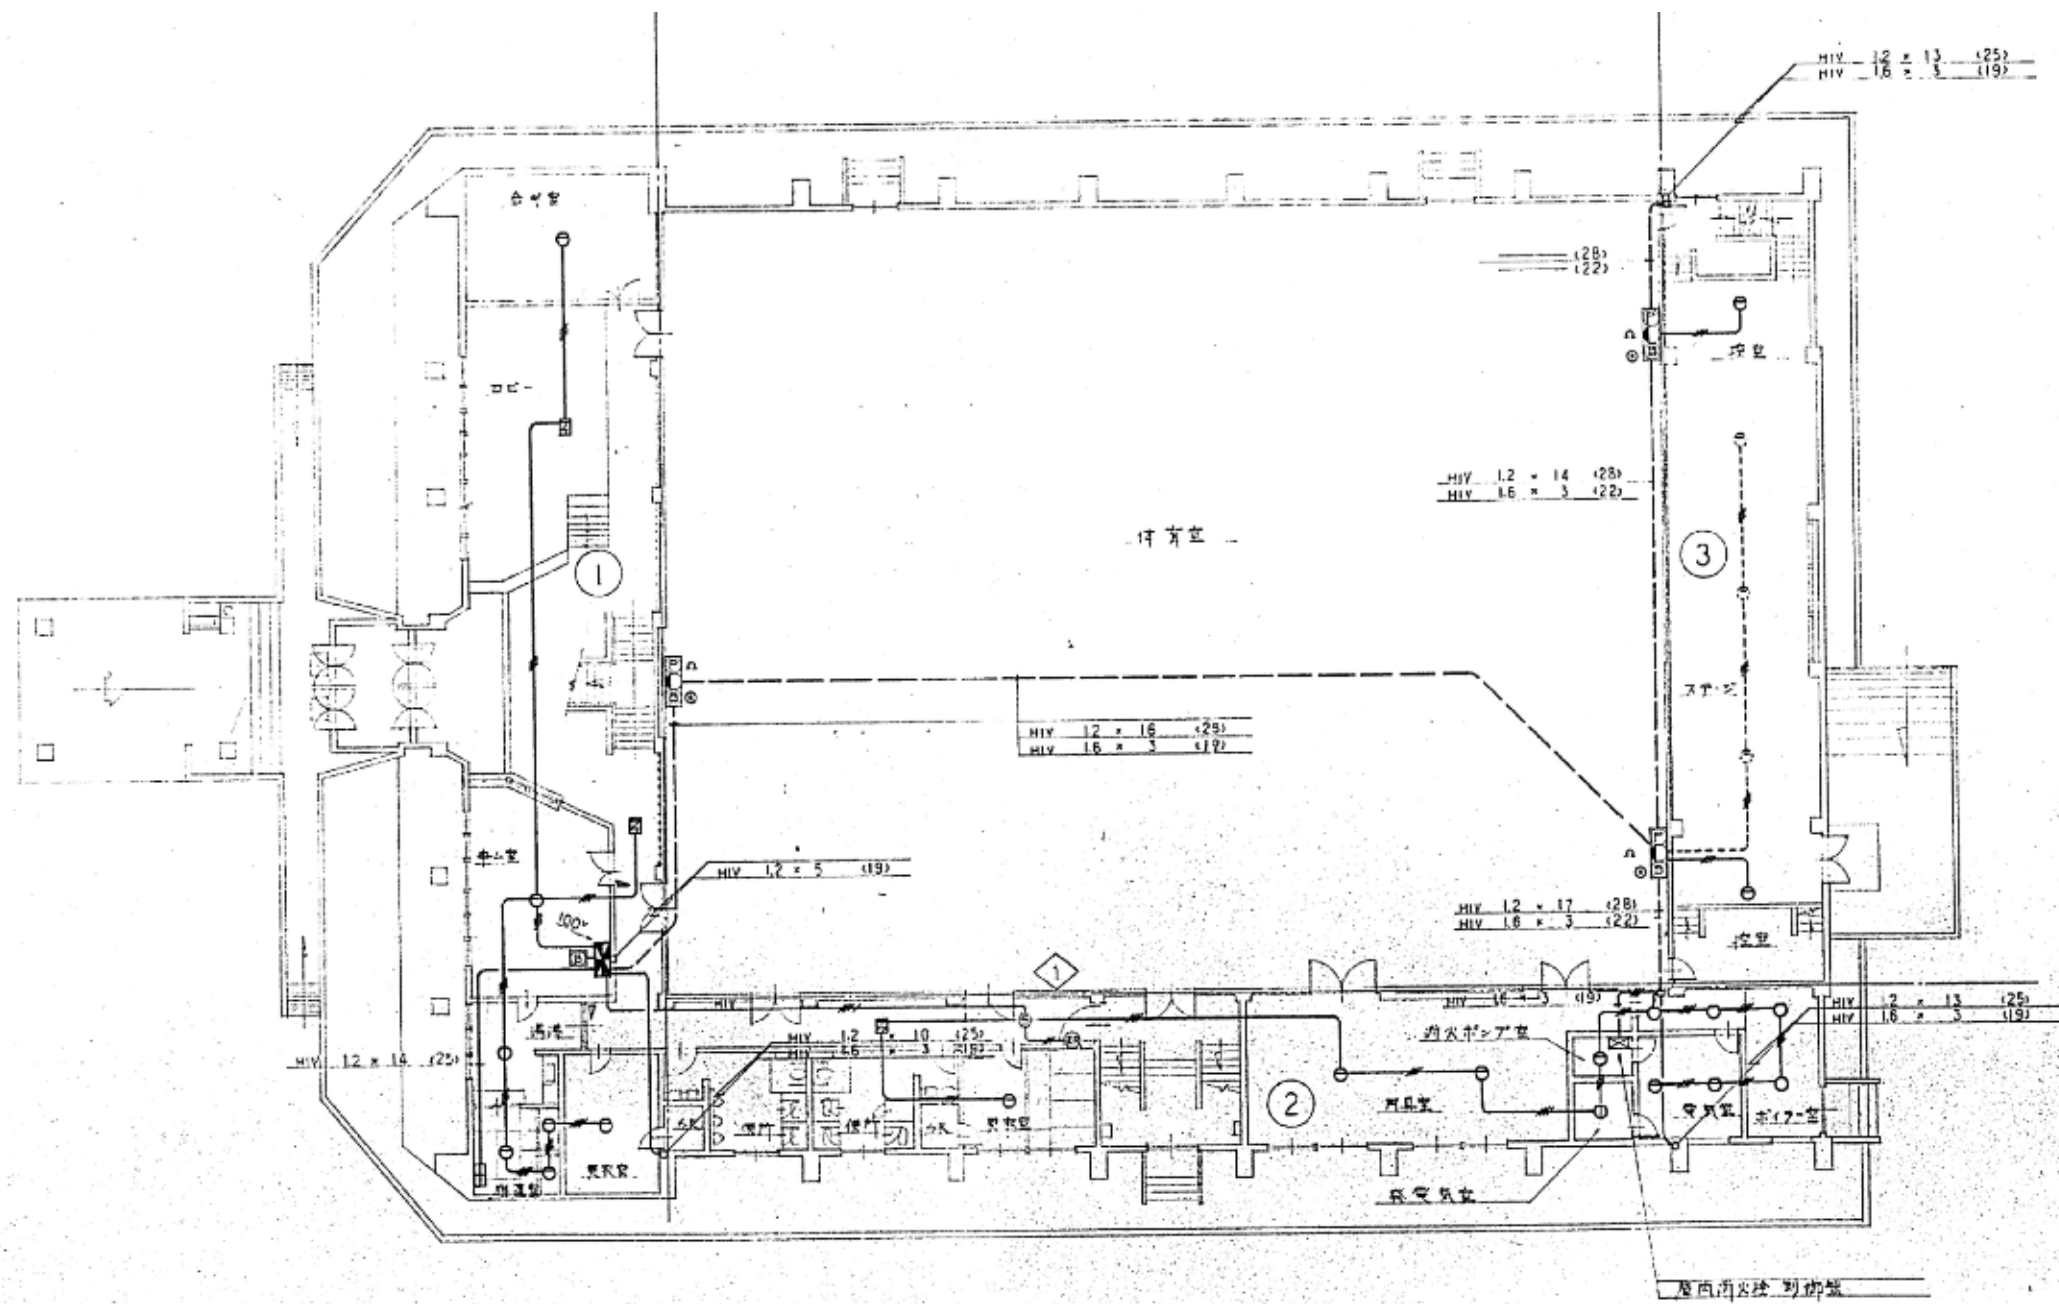 HIV 1.2 × 13 (25)
HIV 1.6 × 3 (19)
会議室
(28)
(22)
ロビー
控室
HIV 1.2 × 14 (28)
HIV 1.6 × 3 (22)
体育室
3
1
ステージ
HIV 1.2 × 16 (25)
HIV 1.6 × 3 (19)
事ム室
HIV 1.2 × 5 (19)
100V
HIV 1.2 × 17 (28)
HIV 1.6 × 3 (22)
控室
1
HIV
HIV 1.6 × 3 (19)
HIV 1.2 × 13 (25)
HIV 1.6 × 3 (19)
HIV 1.2 × 10 (25)
HIV 1.6 × 3 (19)
消火ポンプ室
HIV 1.2 × 14 (25)
2
用具室
電気室
ボイラー室
便所
便所
更衣室
更衣室
発電気室
屋内消火栓制御盤